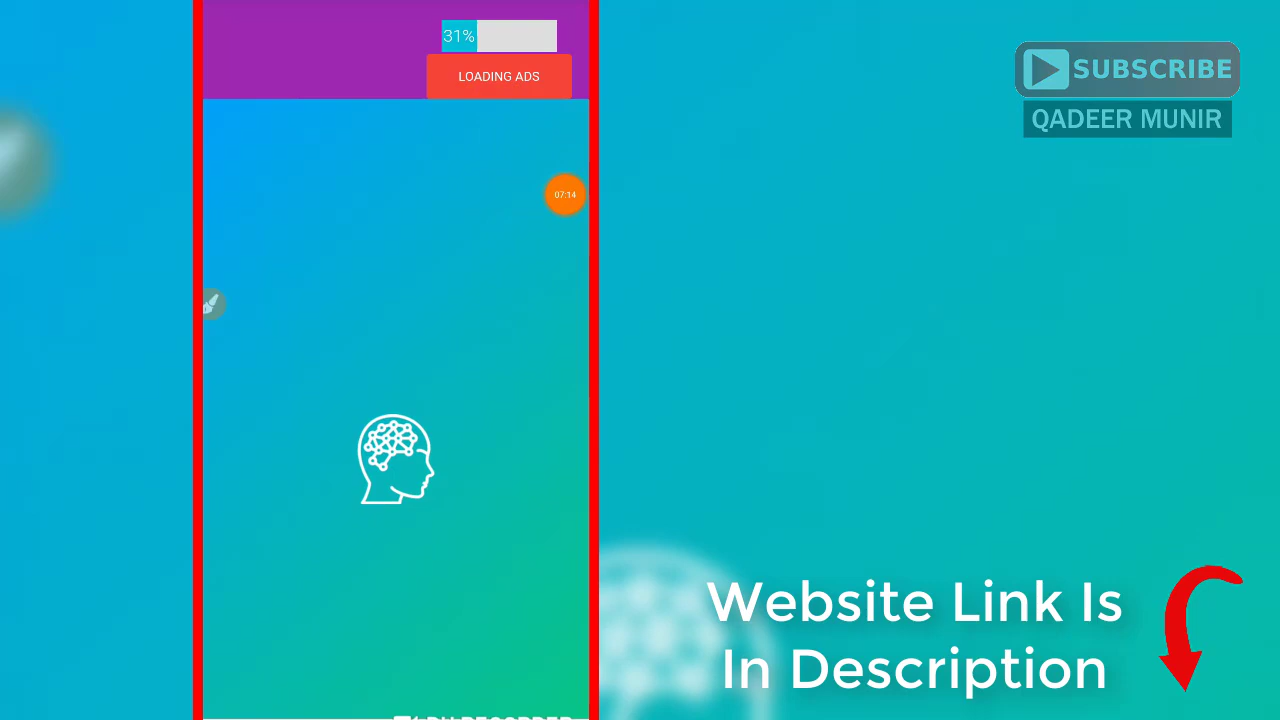 31%
LOADING ADS
SUBSCRIBE
QADEER MUNIR
07:14
Website Link Is
In Description